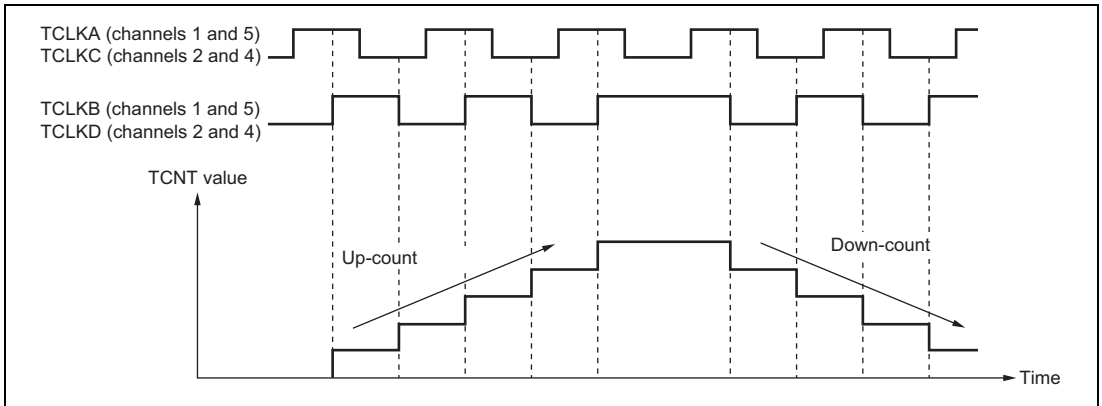 TCLKA (channels 1 and 5)
TCLKC (channels 2 and 4)
TCLKB (channels 1 and 5)
TCLKD (channels 2 and 4)
TCNT value
Up-count
Down-count
Time